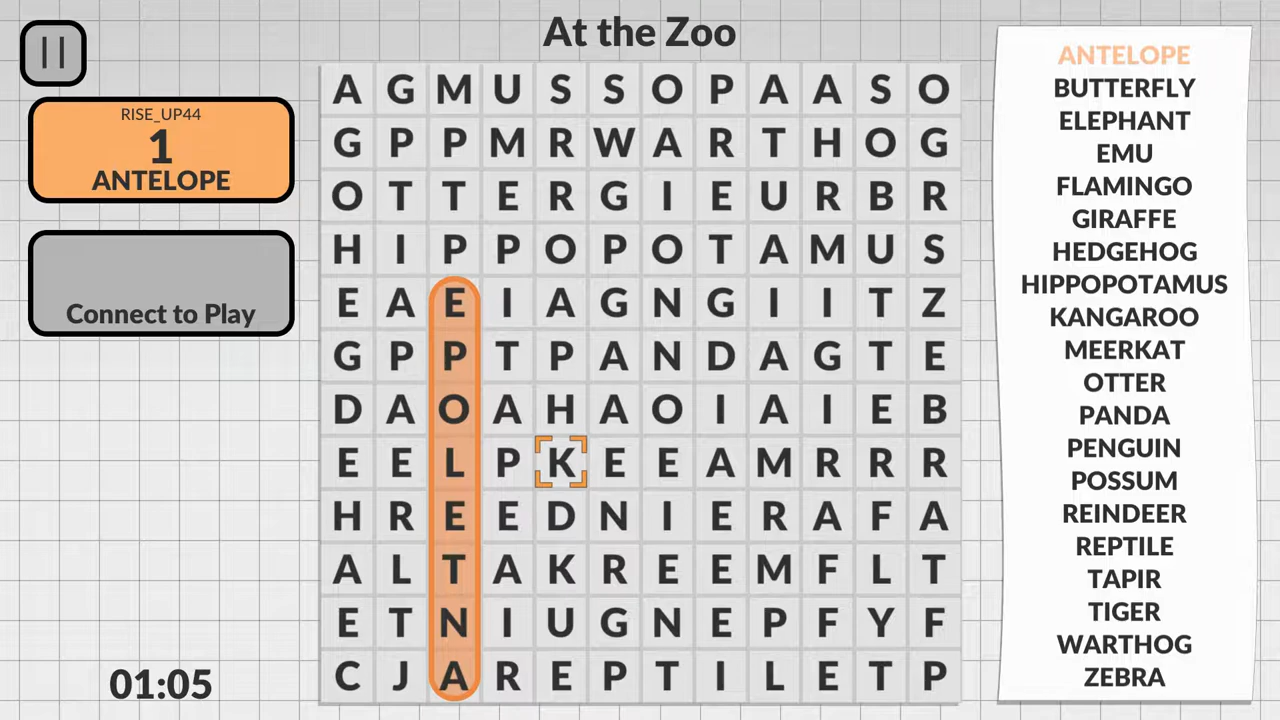 At the Zoo
RISE_UP44
1
ANTELOPE
Connect to Play
01:05
A G M U S S O P A A S O
G P P M R W A R T H O G
O T T E R G I E U R B R
H I P P O P O T A M U S
E A E I A G N G I I T Z
G P P T P A N D A G T E
D A O A H A O I A I E B
E E L P K E E A M R R R
H R E E D N I E R A F A
A L T A K R E E M F L T
E T N I U G N E P F Y F
C J A R E P T I L E T P
ANTELOPE
BUTTERFLY
ELEPHANT
EMU
FLAMINGO
GIRAFFE
HEDGEHOG
HIPPOPOTAMUS
KANGAROO
MEERKAT
OTTER
PANDA
PENGUIN
POSSUM
REINDEER
REPTILE
TAPIR
TIGER
WARTHOG
ZEBRA